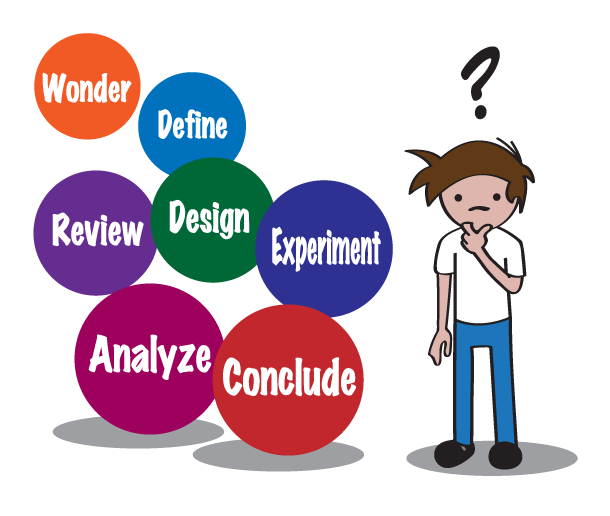 Wonder
Define
Review
Design
Experiment
Analyze
Conclude
?